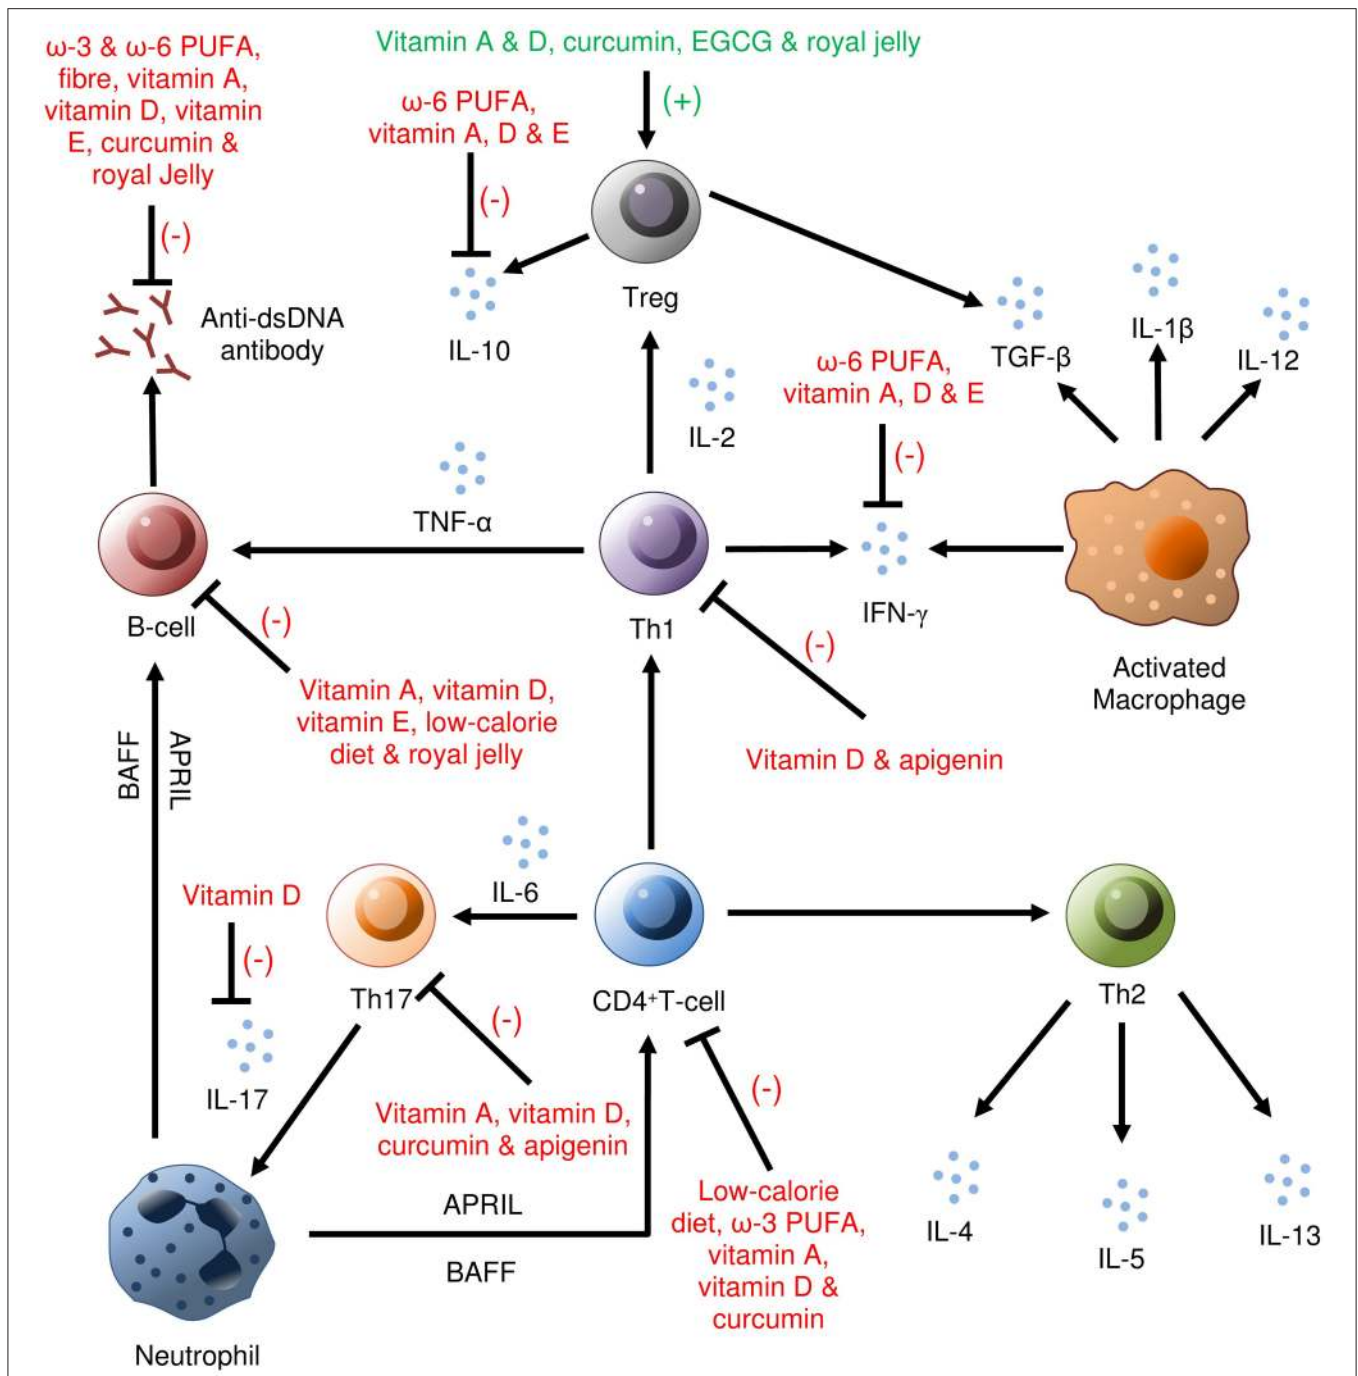 ω-3 & ω-6 PUFA,
fibre, vitamin A,
vitamin D, vitamin
E, curcumin &
royal Jelly
(-)
Vitamin A & D, curcumin, EGCG & royal jelly
(+)
ω-6 PUFA,
vitamin A, D & E
(-)
Treg
IL-10
Anti-dsDNA
antibody
TGF-β
IL-1β
IL-12
ω-6 PUFA,
vitamin A, D & E
(-)
IL-2
TNF-α
B-cell
Th1
IFN-γ
Activated
Macrophage
(-)
Vitamin A, vitamin D,
vitamin E, low-calorie
diet & royal jelly
(-)
Vitamin D & apigenin
BAFF
APRIL
IL-6
Vitamin D
(-)
IL-17
Th17
CD4⁺T-cell
Th2
(-)
Vitamin A, vitamin D,
curcumin & apigenin
(-)
Low-calorie
diet, ω-3 PUFA,
vitamin A,
vitamin D &
curcumin
APRIL
BAFF
IL-4
IL-5
IL-13
Neutrophil